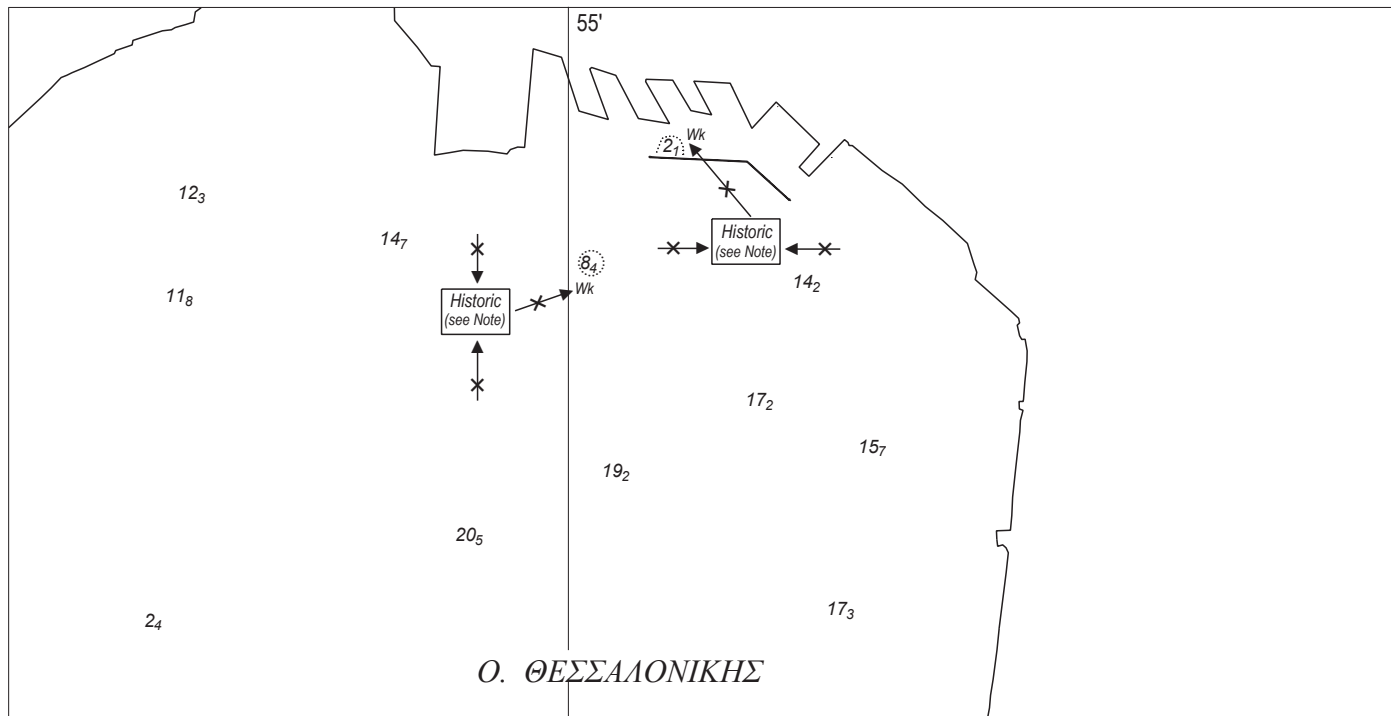 55'
2₁
Wk
12₃
14₇
Historic
(see Note)
8₄
14₂
Wk
11₈
Historic
(see Note)
17₂
15₇
19₂
20₅
17₃
2₄
Ο. ΘΕΣΣΑΛΟΝΙΚΗΣ